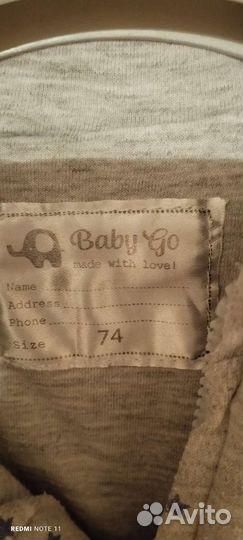 Baby Go
made with love!
Name
Address
Phone
Size 74
REDMI NOTE 11
Avito